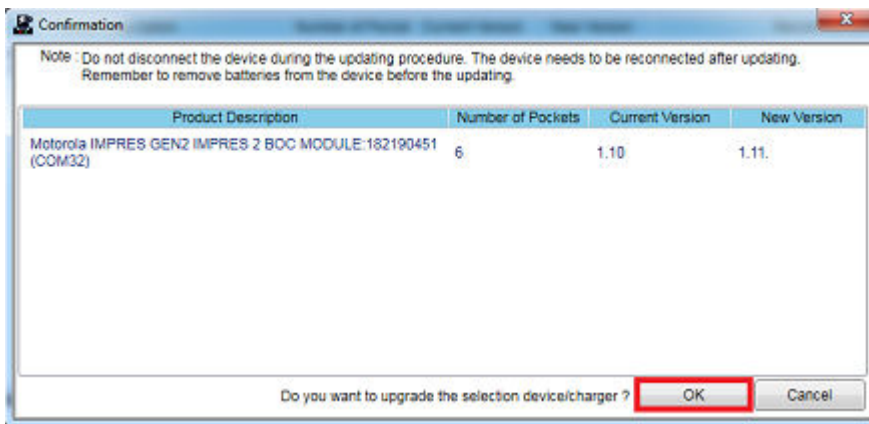 Confirmation
Note : Do not disconnect the device during the updating procedure. The device needs to be reconnected after updating.
Remember to remove batteries from the device before the updating.
Product Description Number of Pockets Current Version New Version
Motorola IMPRES GEN2 IMPRES 2 BOC MODULE:182190451 6 1.10 1.11.
(COM32)
Do you want to upgrade the selection device/charger ? OK Cancel